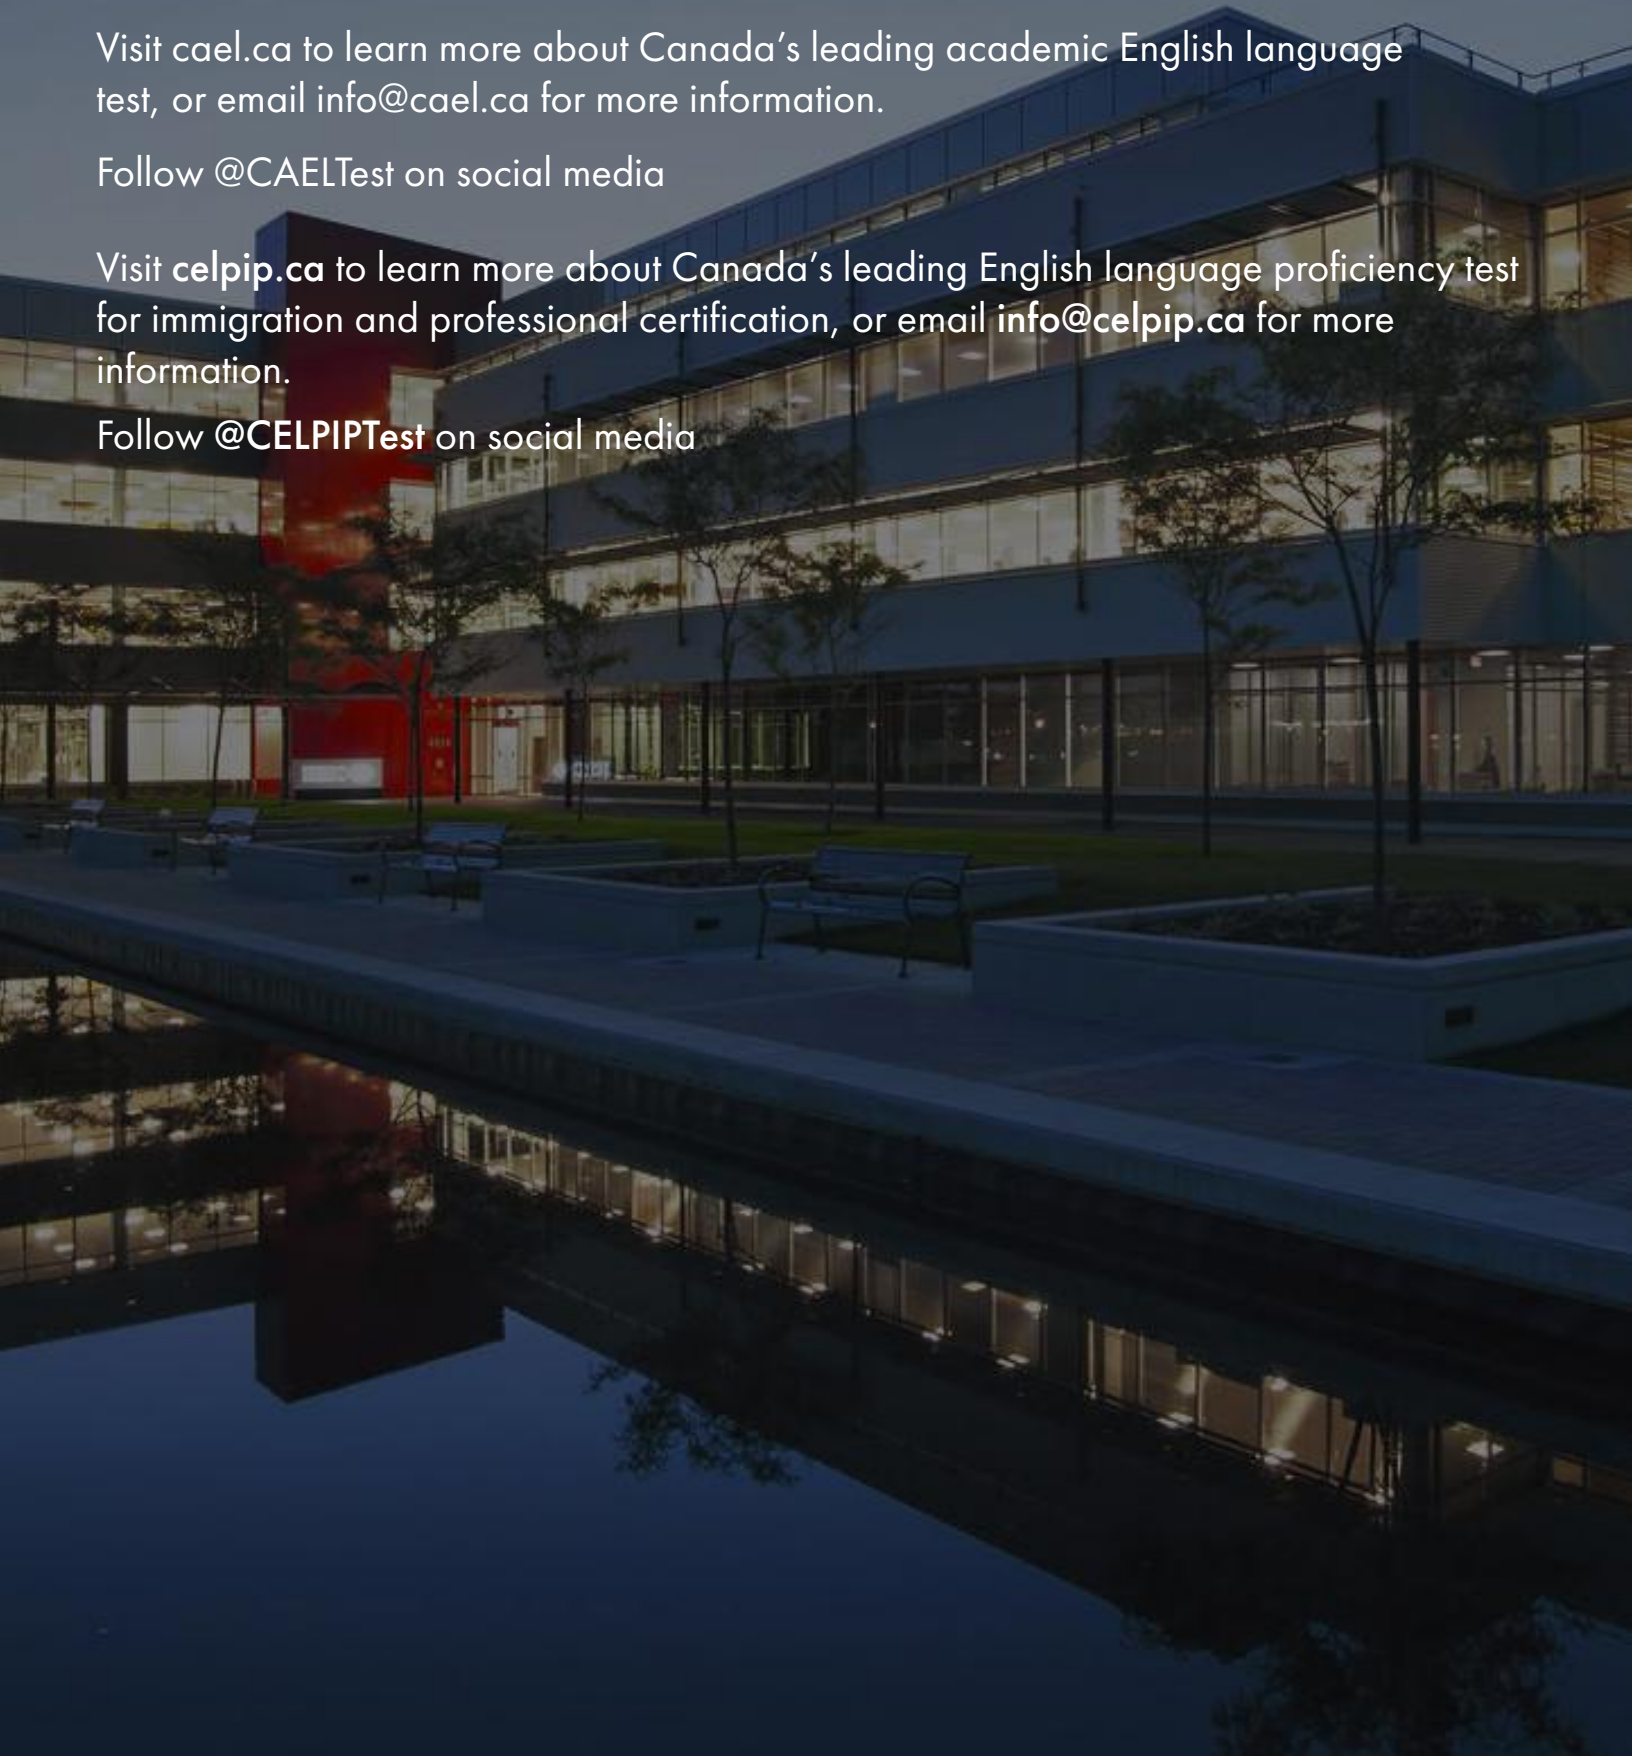 Visit cael.ca to learn more about Canada’s leading academic English language
test, or email info@cael.ca for more information.
Follow @CAELTest on social media
Visit celpip.ca to learn more about Canada’s leading English language proficiency test
for immigration and professional certification, or email info@celpip.ca for more
information.
Follow @CELPIPTest on social media